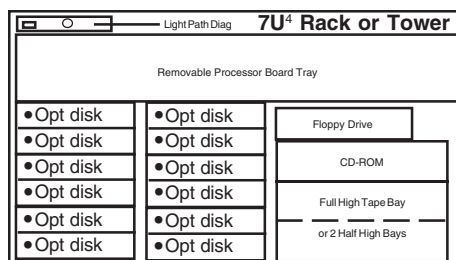 Light Path Diag
7U⁴ Rack or Tower
Removable Processor Board Tray
Opt disk
Opt disk
Opt disk
Opt disk
Opt disk
Opt disk
Opt disk
Opt disk
Opt disk
Opt disk
Opt disk
Opt disk
Floppy Drive
CD-ROM
Full High Tape Bay
or 2 Half High Bays